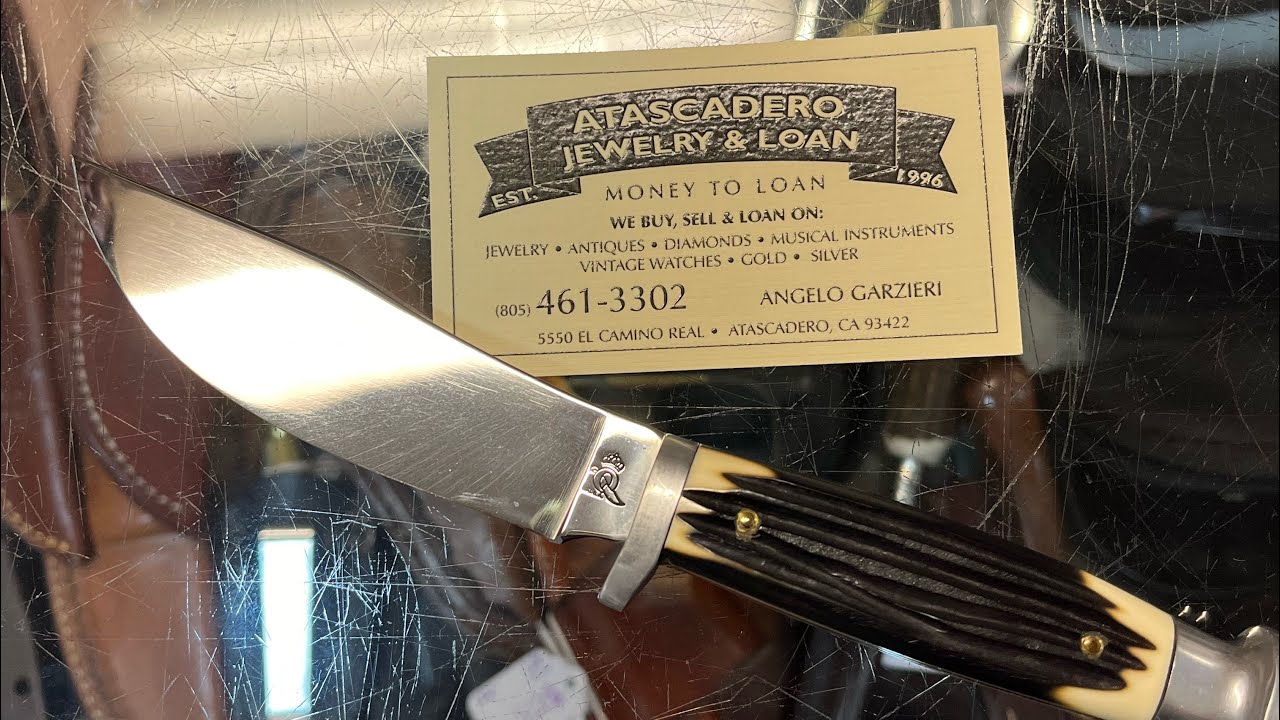 ATASCADERO
JEWELRY & LOAN
EST. 1996
MONEY TO LOAN
WE BUY, SELL & LOAN ON:
JEWELRY • ANTIQUES • DIAMONDS • MUSICAL INSTRUMENTS
VINTAGE WATCHES • GOLD • SILVER
(805) 461-3302 ANGELO GARZIERI
5550 EL CAMINO REAL • ATASCADERO, CA 93422